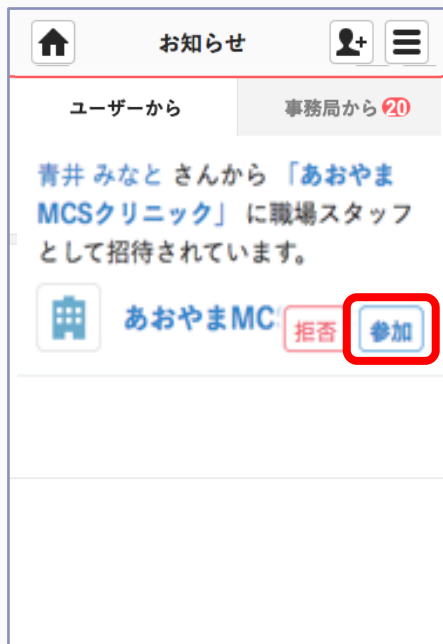 お知らせ
ユーザーから
事務局から 20
青井 みなと さんから 「あおやま
MCSクリニック」 に職場スタッフ
として招待されています。
あおやまMC
拒否
参加